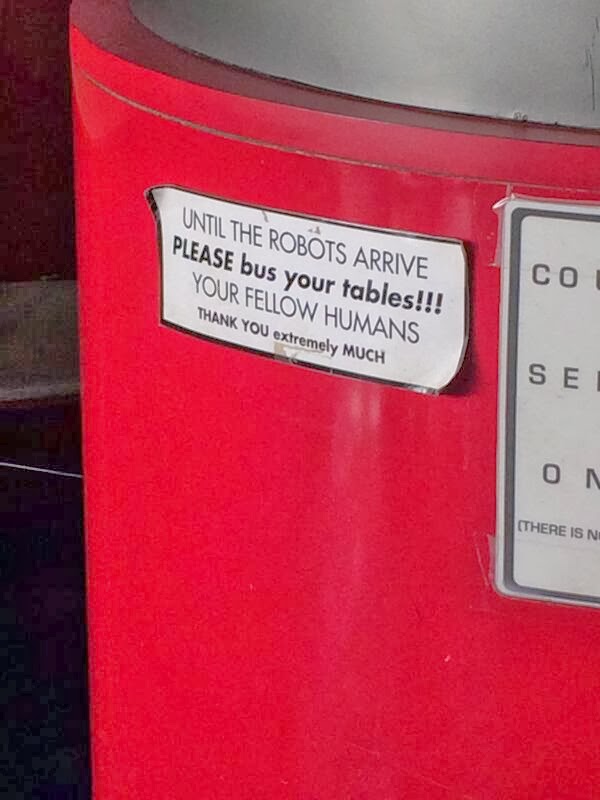 UNTIL THE ROBOTS ARRIVE
PLEASE bus your tables!!!
YOUR FELLOW HUMANS
THANK YOU extremely MUCH
CO
SE
ON
(THERE IS N